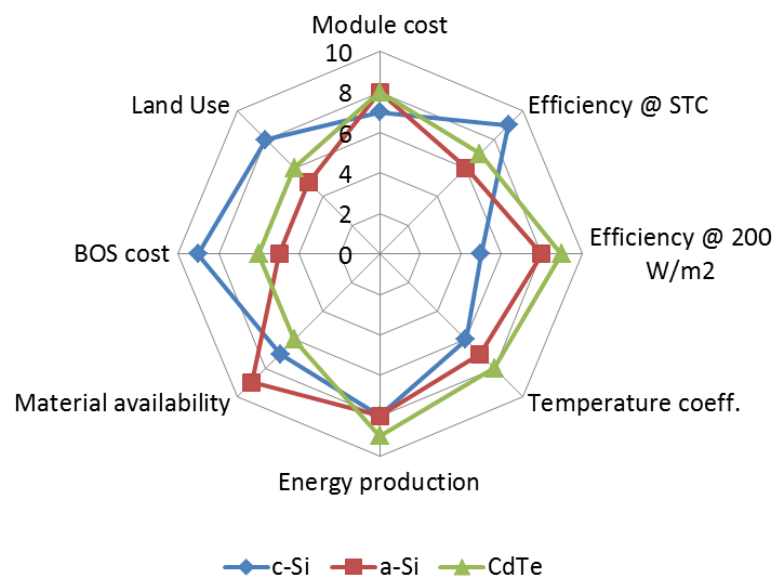 Module cost
10
8
6
4
2
0
Land Use
Efficiency @ STC
BOS cost
Efficiency @ 200
W/m2
Material availability
Temperature coeff.
Energy production
c-Si
a-Si
CdTe